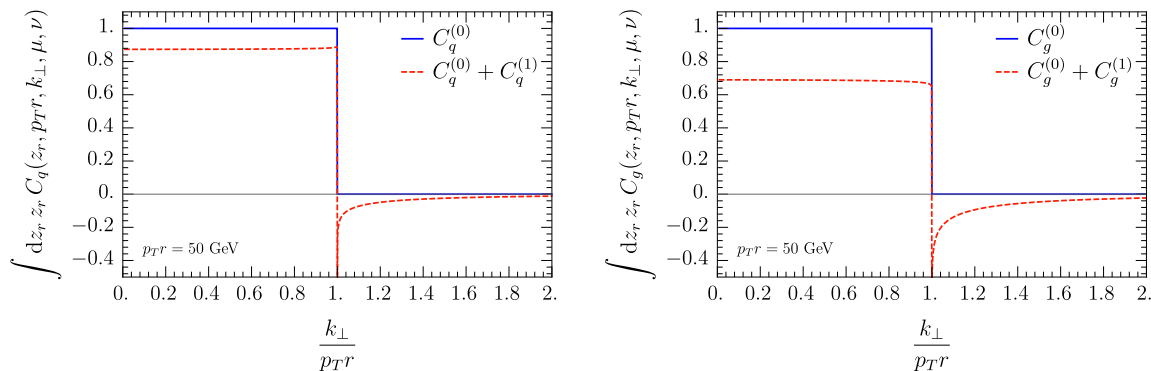 ∫ dz_r z_r C_q(z_r, p_T r, k_⊥, μ, ν)
1.
0.8
0.6
0.4
0.2
0.
−0.2
−0.4
C_q^{(0)}
C_q^{(0)} + C_q^{(1)}
p_T r = 50 GeV
0. 0.2 0.4 0.6 0.8 1. 1.2 1.4 1.6 1.8 2.
k_⊥
p_T r
∫ dz_r z_r C_g(z_r, p_T r, k_⊥, μ, ν)
1.
0.8
0.6
0.4
0.2
0.
−0.2
−0.4
C_g^{(0)}
C_g^{(0)} + C_g^{(1)}
p_T r = 50 GeV
0. 0.2 0.4 0.6 0.8 1. 1.2 1.4 1.6 1.8 2.
k_⊥
p_T r